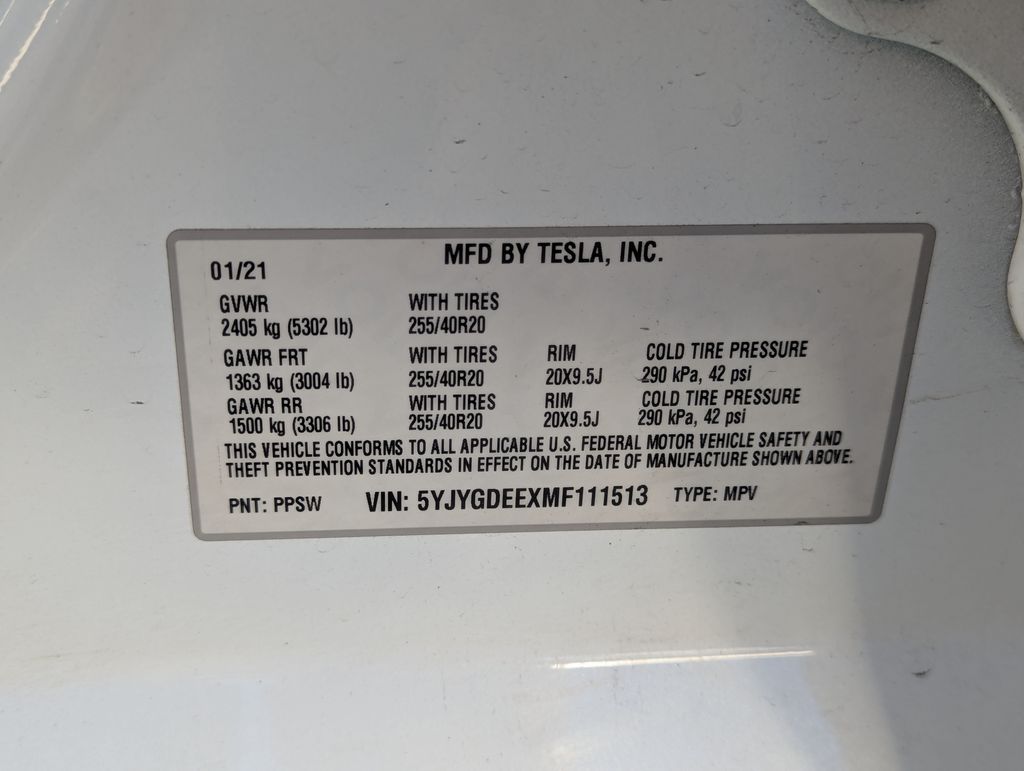 MFD BY TESLA, INC.
01/21
GVWR WITH TIRES
2405 kg (5302 lb) 255/40R20
GAWR FRT WITH TIRES RIM COLD TIRE PRESSURE
1363 kg (3004 lb) 255/40R20 20X9.5J 290 kPa, 42 psi
GAWR RR WITH TIRES RIM COLD TIRE PRESSURE
1500 kg (3306 lb) 255/40R20 20X9.5J 290 kPa, 42 psi
THIS VEHICLE CONFORMS TO ALL APPLICABLE U.S. FEDERAL MOTOR VEHICLE SAFETY AND
THEFT PREVENTION STANDARDS IN EFFECT ON THE DATE OF MANUFACTURE SHOWN ABOVE.
PNT: PPSW VIN: 5YJYGDEEXMF111513 TYPE: MPV